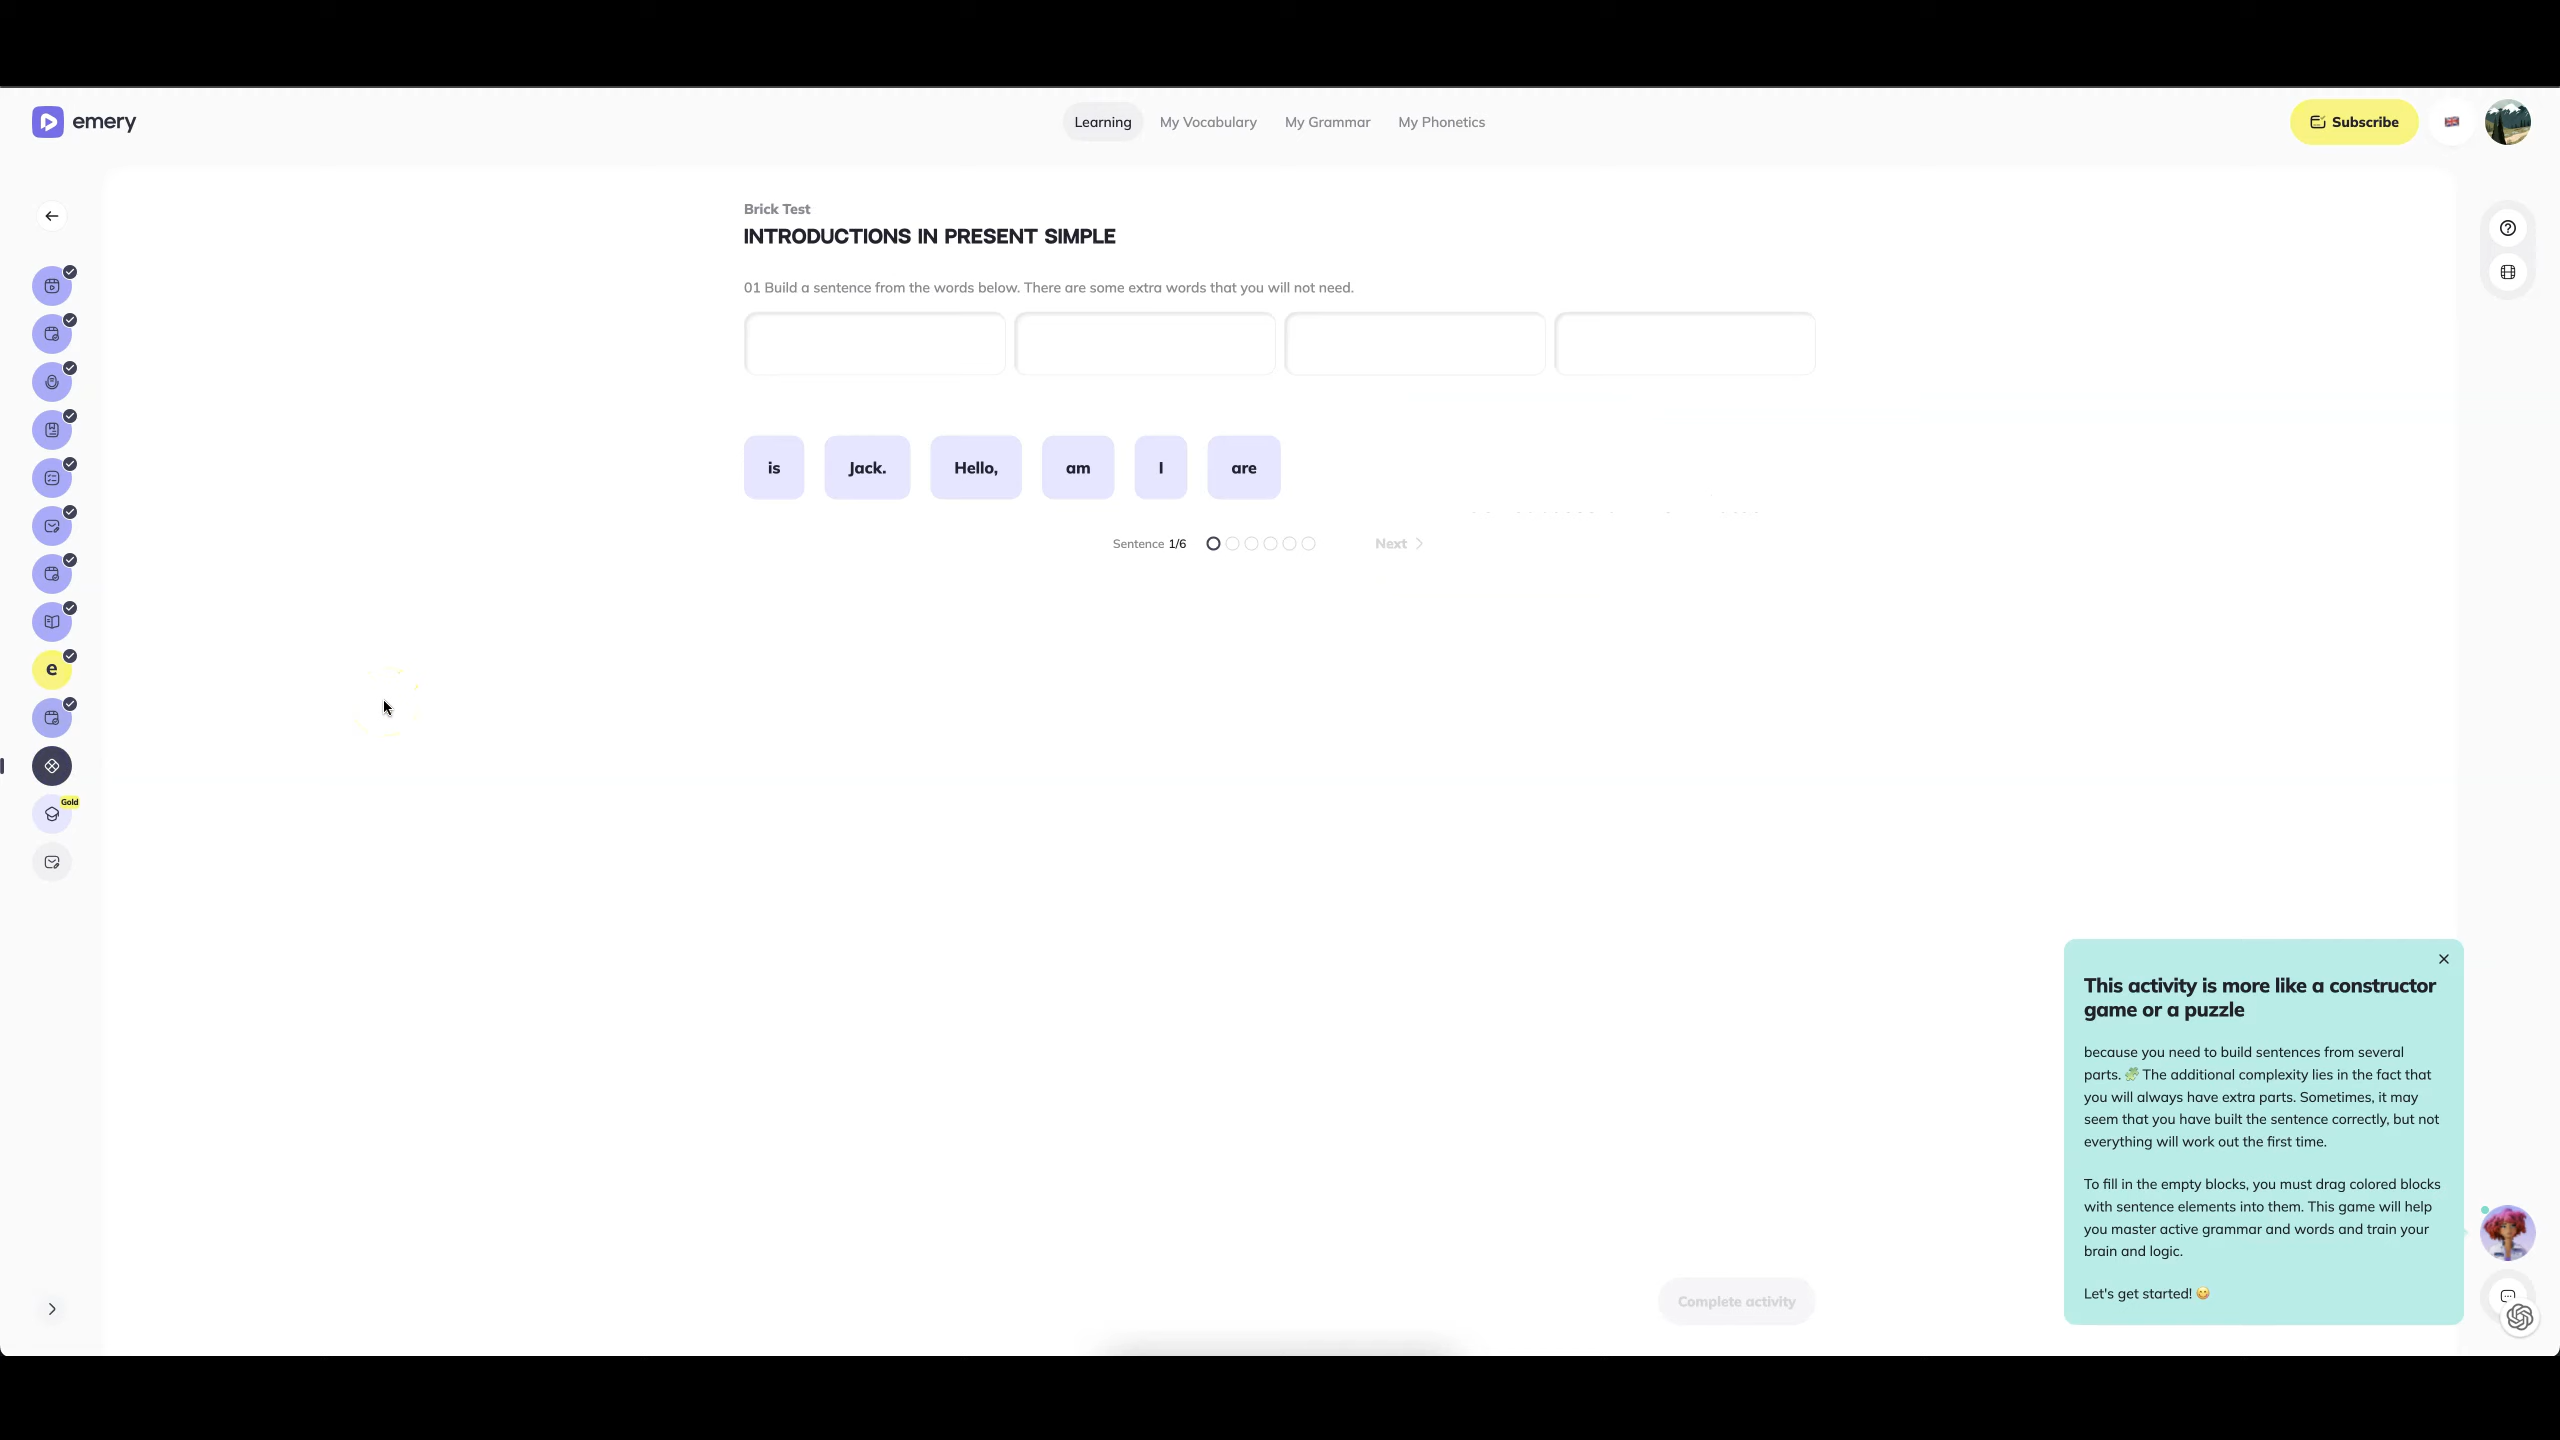 emery
Learning
My Vocabulary
My Grammar
My Phonetics
Subscribe
Brick Test
INTRODUCTIONS IN PRESENT SIMPLE
01 Build a sentence from the words below. There are some extra words that you will not need.
is
Jack.
Hello,
am
I
are
Sentence 1/6
Next
e
Gold
This activity is more like a constructor
game or a puzzle
because you need to build sentences from several
parts. 🧩 The additional complexity lies in the fact that
you will always have extra parts. Sometimes, it may
seem that you have built the sentence correctly, but not
everything will work out the first time.
To fill in the empty blocks, you must drag colored blocks
with sentence elements into them. This game will help
you master active grammar and words and train your
brain and logic.
Let's get started! 😋
Complete activity